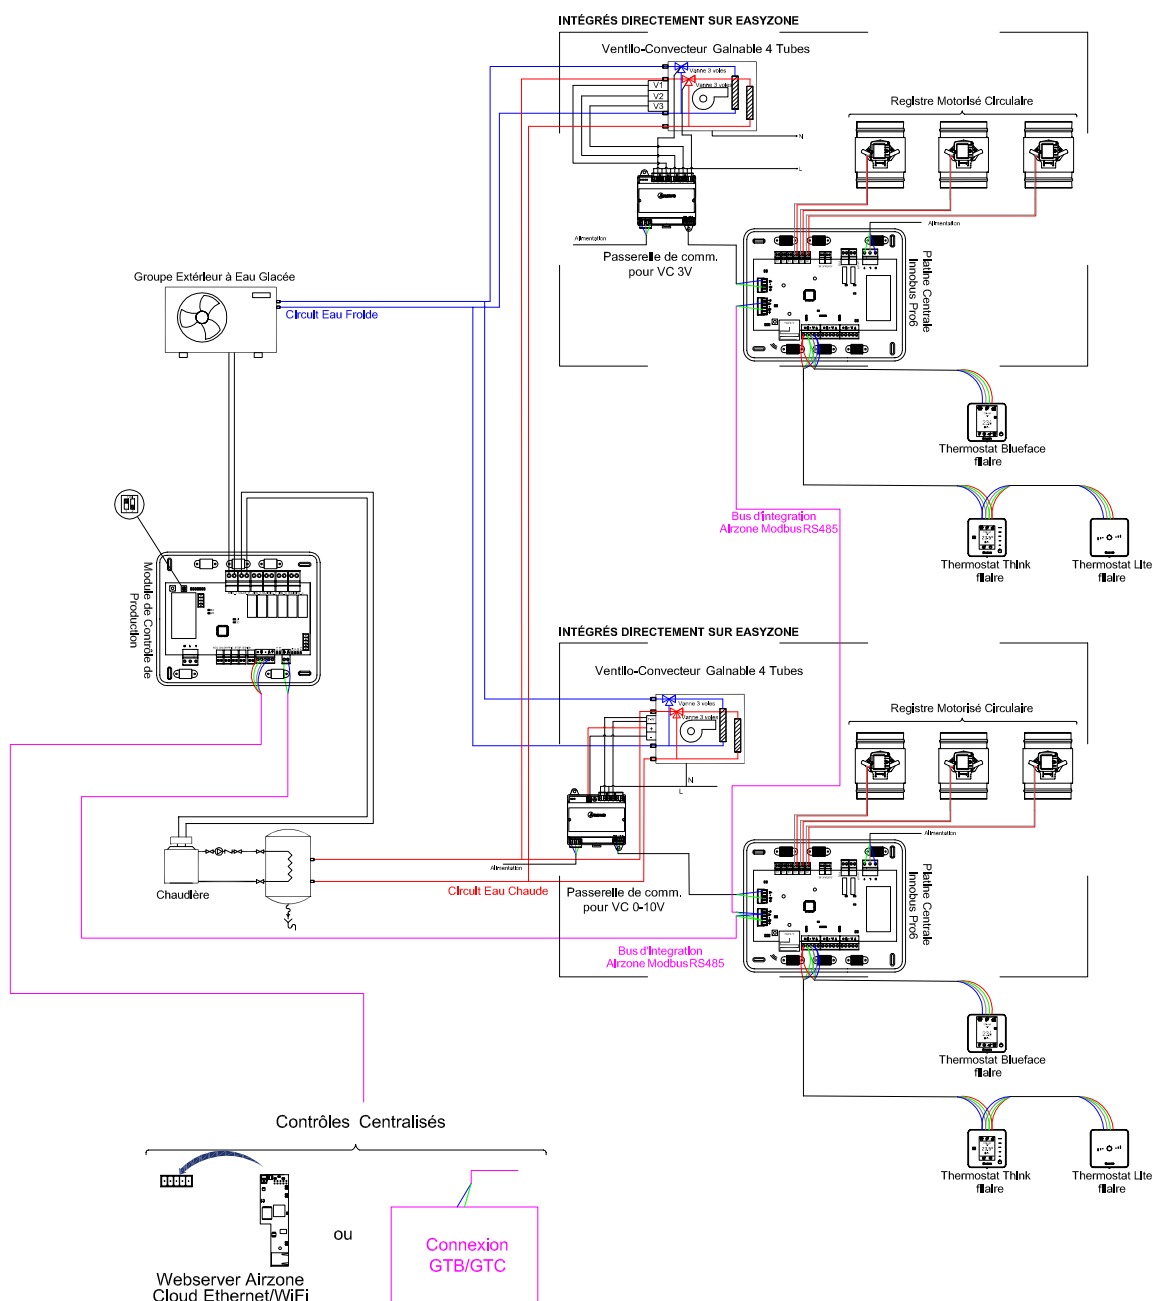 INTÉGRÉS DIRECTEMENT SUR EASYZONE
Ventilo-Convecteur Gainable 4 Tubes
Vanne 3 voies
Vanne 3 voies
V1
V2
V3
N
L
Registre Motorisé Circulaire
Alimentation
Alimentation
Passerelle de comm.
pour VC 3V
Platine Centrale
Innobus Pro6
Groupe Extérieur à Eau Glacée
Circuit Eau Froide
Thermostat Blueface
filaire
Bus d'integration
Airzone Modbus RS485
Thermostat Think
filaire
Thermostat Lite
filaire
Module de Contrôle de
Production
INTÉGRÉS DIRECTEMENT SUR EASYZONE
Ventilo-Convecteur Gainable 4 Tubes
Vanne 3 voies
Vanne 3 voies
+
-
N
L
Registre Motorisé Circulaire
Alimentation
Alimentation
Chaudière
Circuit Eau Chaude
Passerelle de comm.
pour VC 0-10V
Platine Centrale
Innobus Pro6
Bus d'integration
Airzone Modbus RS485
Thermostat Blueface
filaire
Thermostat Think
filaire
Thermostat Lite
filaire
Contrôles Centralisés
ou
Connexion
GTB/GTC
Webserver Airzone
Cloud Ethernet/WiFi